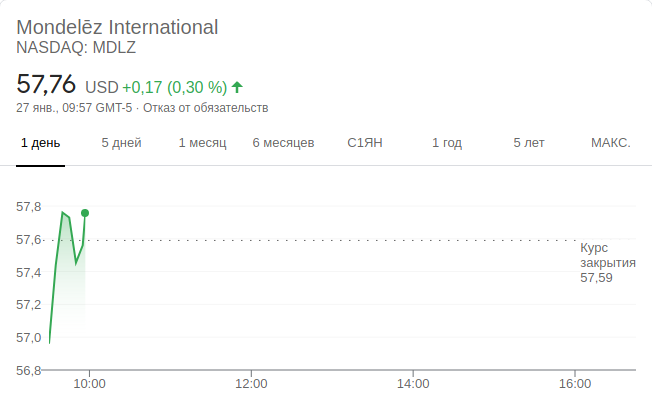 Mondelēz International
NASDAQ: MDLZ
57,76 USD +0,17 (0,30 %)
27 янв., 09:57 GMT-5 · Отказ от обязательств
1 день 5 дней 1 месяц 6 месяцев С1ЯН 1 год 5 лет МАКС.
57,8
57,6
Курс
закрытия
57,59
57,4
57,2
57,0
56,8
10:00 12:00 14:00 16:00